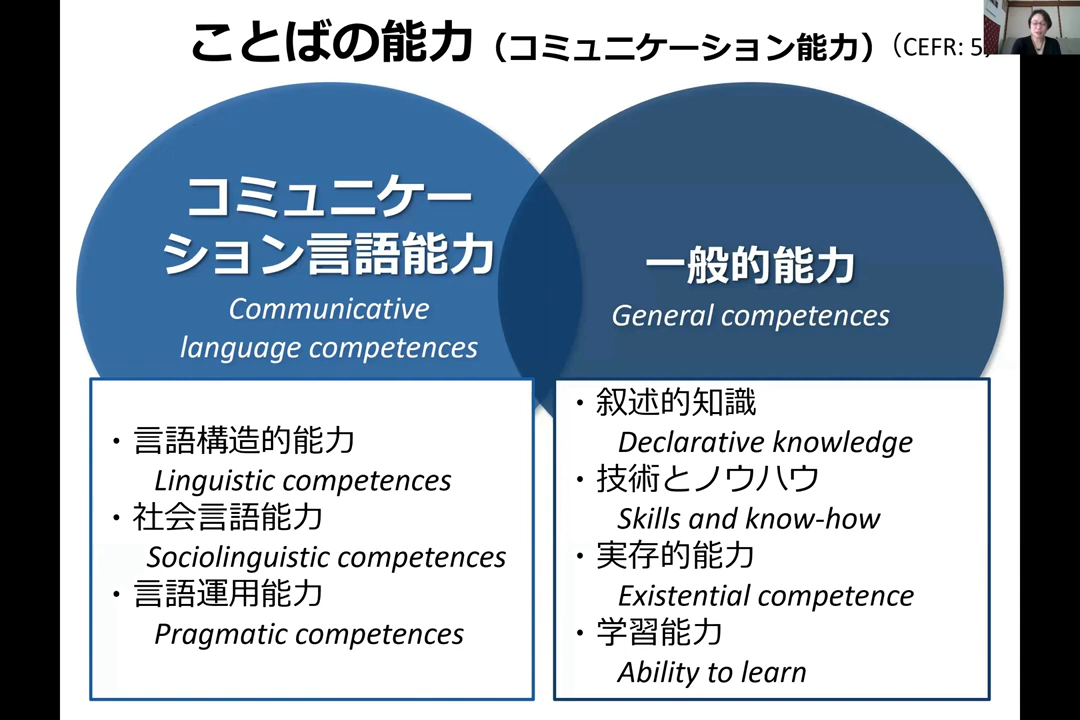 ことばの能力（コミュニケーション能力）（CEFR: 5
コミュニケー
ション言語能力
Communicative
language competences
一般的能力
General competences
・言語構造的能力
Linguistic competences
・社会言語能力
Sociolinguistic competences
・言語運用能力
Pragmatic competences
・叙述的知識
Declarative knowledge
・技術とノウハウ
Skills and know-how
・実存的能力
Existential competence
・学習能力
Ability to learn